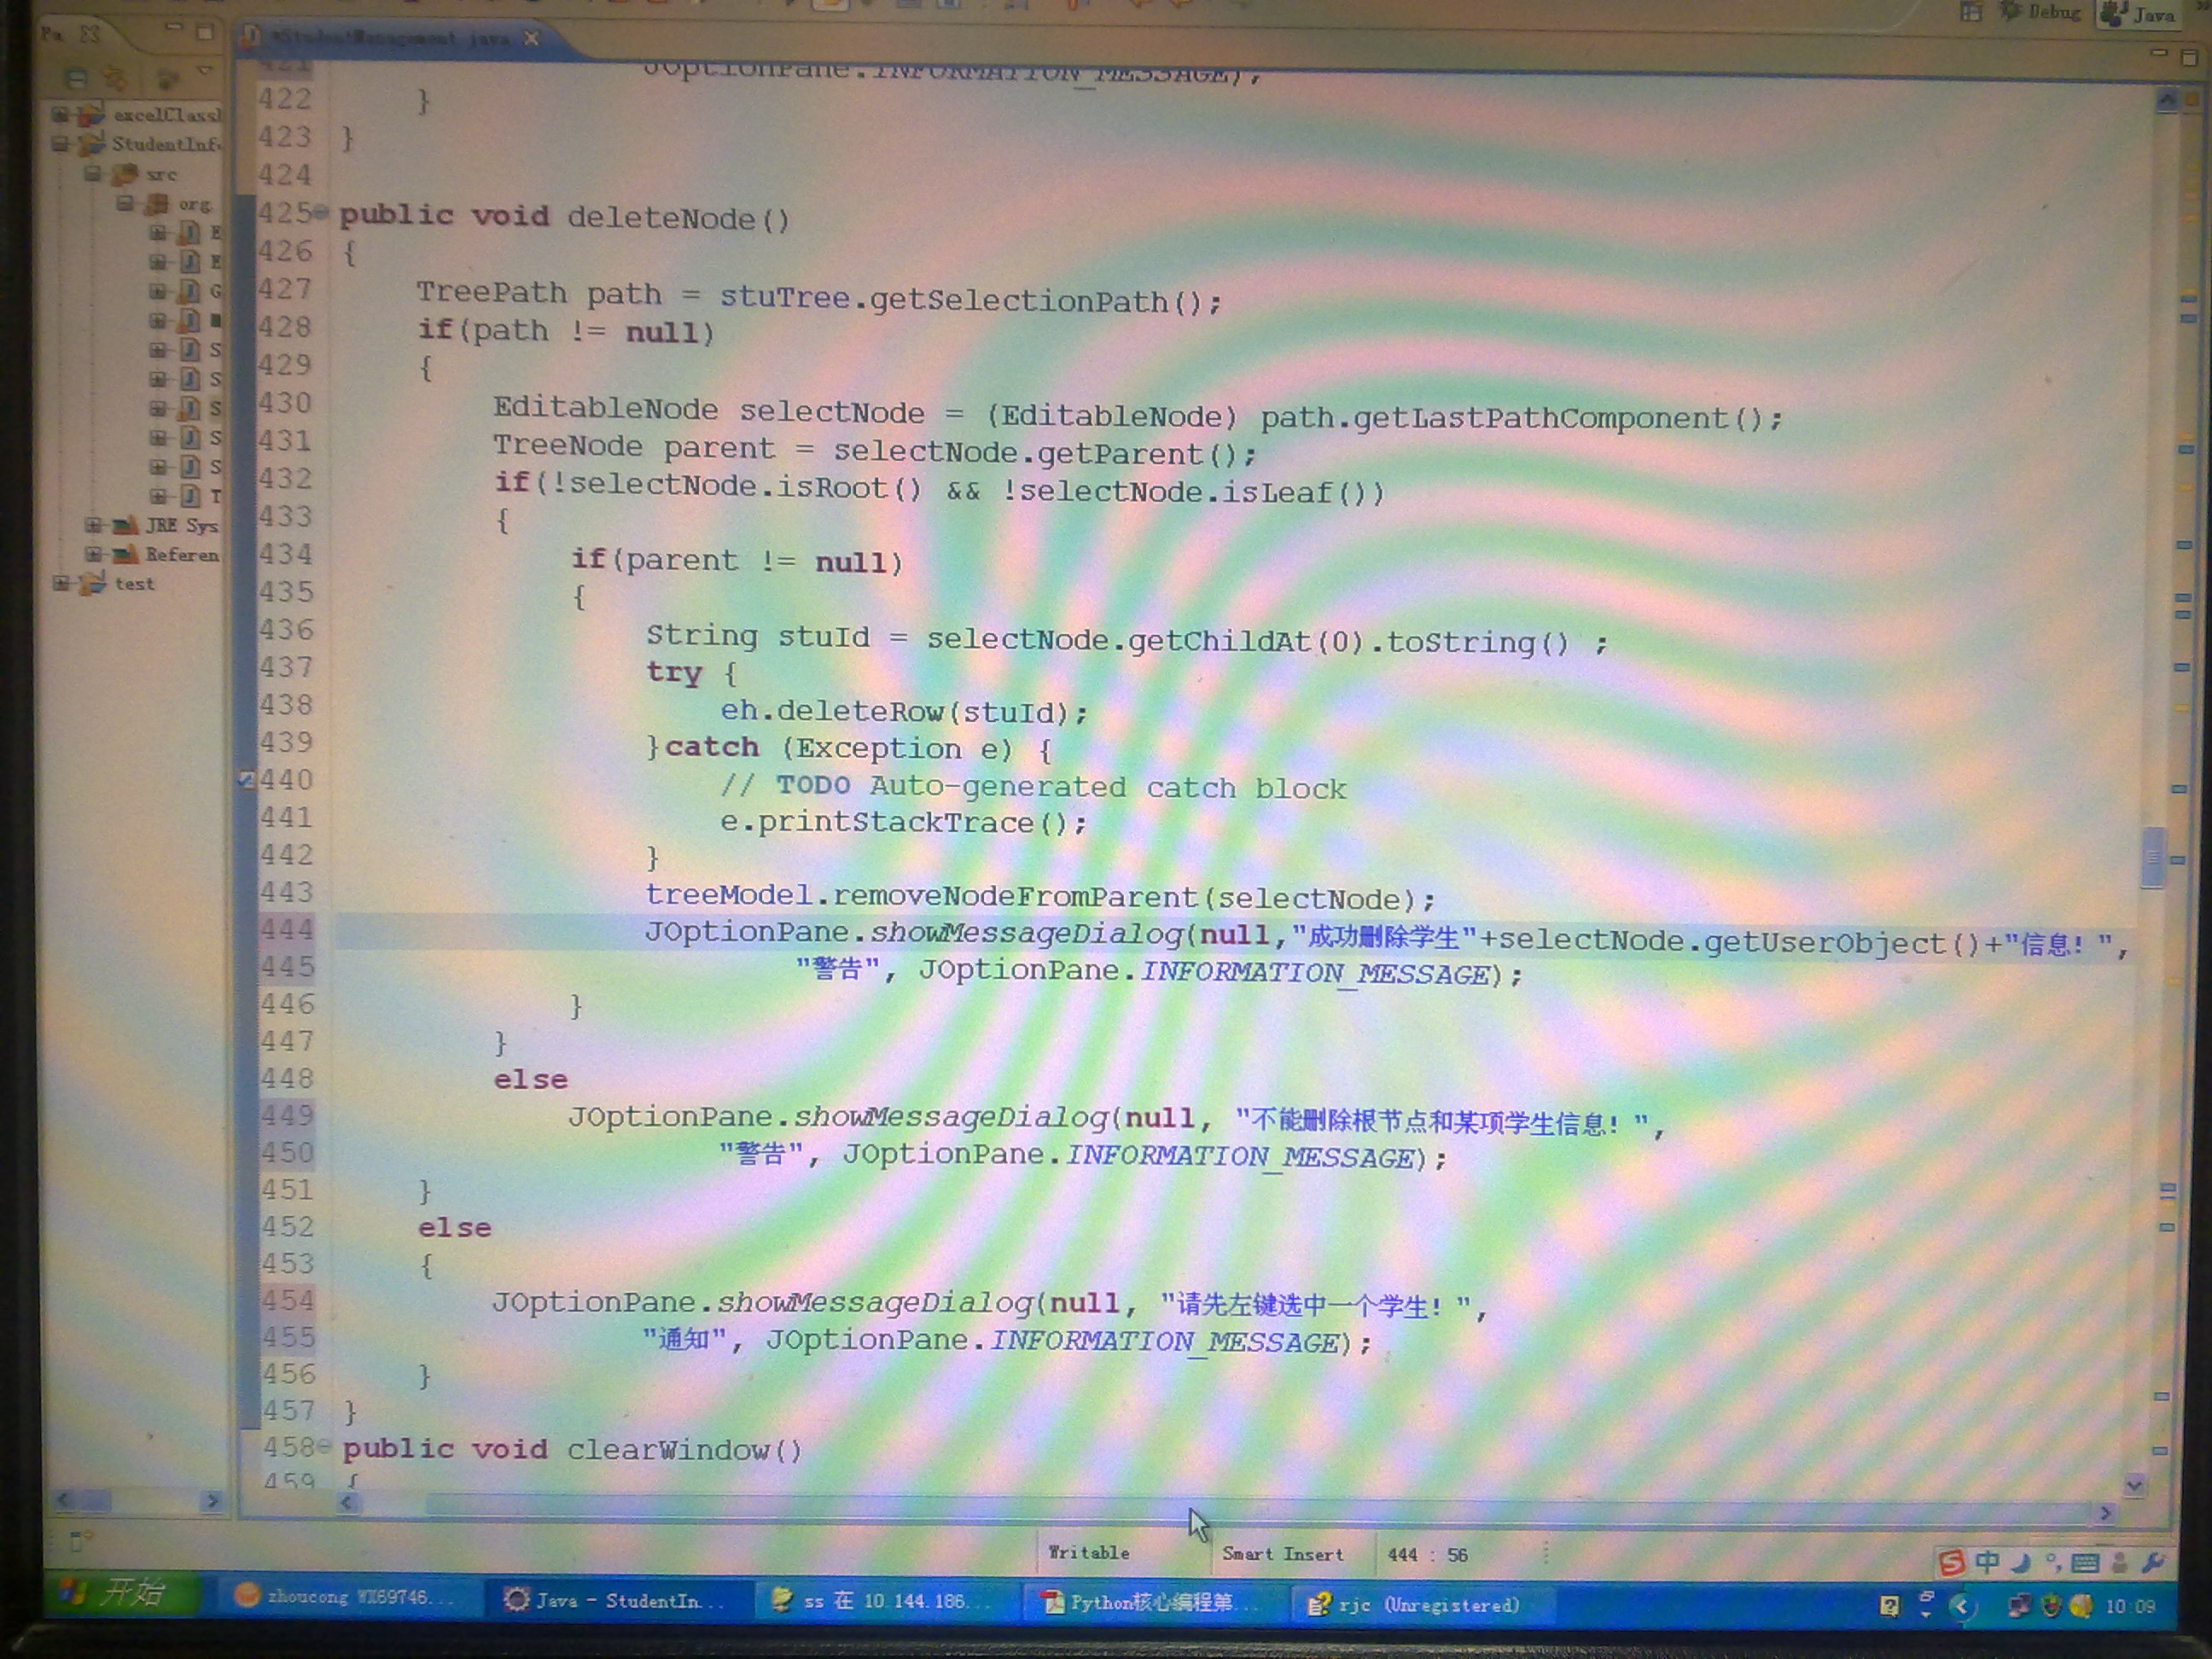 Pa
*StudentManagement.java
Debug
Java
excelClassl
StudentInf
src
org
E
E
G
S
S
S
S
S
T
JRE Sys
Referen
test
421 JOptionPane.INFORMATION_MESSAGE);
422 }
423 }
424
425 public void deleteNode()
426 {
427 TreePath path = stuTree.getSelectionPath();
428 if(path != null)
429 {
430 EditableNode selectNode = (EditableNode) path.getLastPathComponent();
431 TreeNode parent = selectNode.getParent();
432 if(!selectNode.isRoot() && !selectNode.isLeaf())
433 {
434 if(parent != null)
435 {
436 String stuId = selectNode.getChildAt(0).toString() ;
437 try {
438 eh.deleteRow(stuId);
439 }catch (Exception e) {
440 // TODO Auto-generated catch block
441 e.printStackTrace();
442 }
443 treeModel.removeNodeFromParent(selectNode);
444 JOptionPane.showMessageDialog(null,"成功删除学生"+selectNode.getUserObject()+"信息！",
445 "警告", JOptionPane.INFORMATION_MESSAGE);
446 }
447 }
448 else
449 JOptionPane.showMessageDialog(null, "不能删除根节点和某项学生信息！",
450 "警告", JOptionPane.INFORMATION_MESSAGE);
451 }
452 else
453 {
454 JOptionPane.showMessageDialog(null, "请先左键选中一个学生！",
455 "通知", JOptionPane.INFORMATION_MESSAGE);
456 }
457 }
458 public void clearWindow()
459 {
Writable
Smart Insert
444 : 56
中
开始
zhoucong WX69746...
Java - StudentIn...
ss 在 10.144.186...
Python核心编程第...
rjc (Unregistered)
10:09